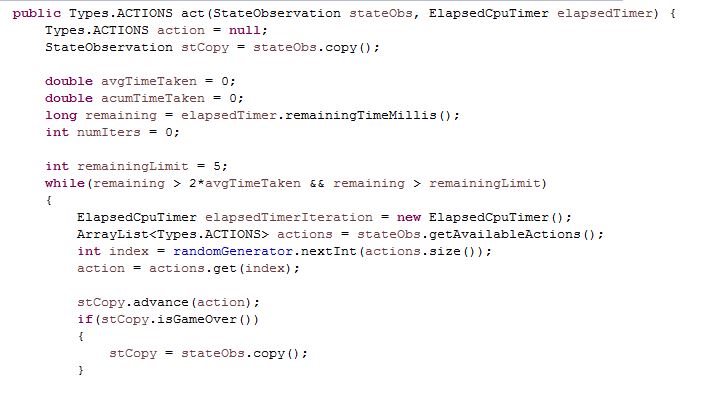 public Types.ACTIONS act(StateObservation stateObs, ElapsedCpuTimer elapsedTimer) {
    Types.ACTIONS action = null;
    StateObservation stCopy = stateObs.copy();

    double avgTimeTaken = 0;
    double acumTimeTaken = 0;
    long remaining = elapsedTimer.remainingTimeMillis();
    int numIters = 0;

    int remainingLimit = 5;
    while(remaining > 2*avgTimeTaken && remaining > remainingLimit)
    {
        ElapsedCpuTimer elapsedTimerIteration = new ElapsedCpuTimer();
        ArrayList<Types.ACTIONS> actions = stateObs.getAvailableActions();
        int index = randomGenerator.nextInt(actions.size());
        action = actions.get(index);

        stCopy.advance(action);
        if(stCopy.isGameOver())
        {
            stCopy = stateObs.copy();
        }